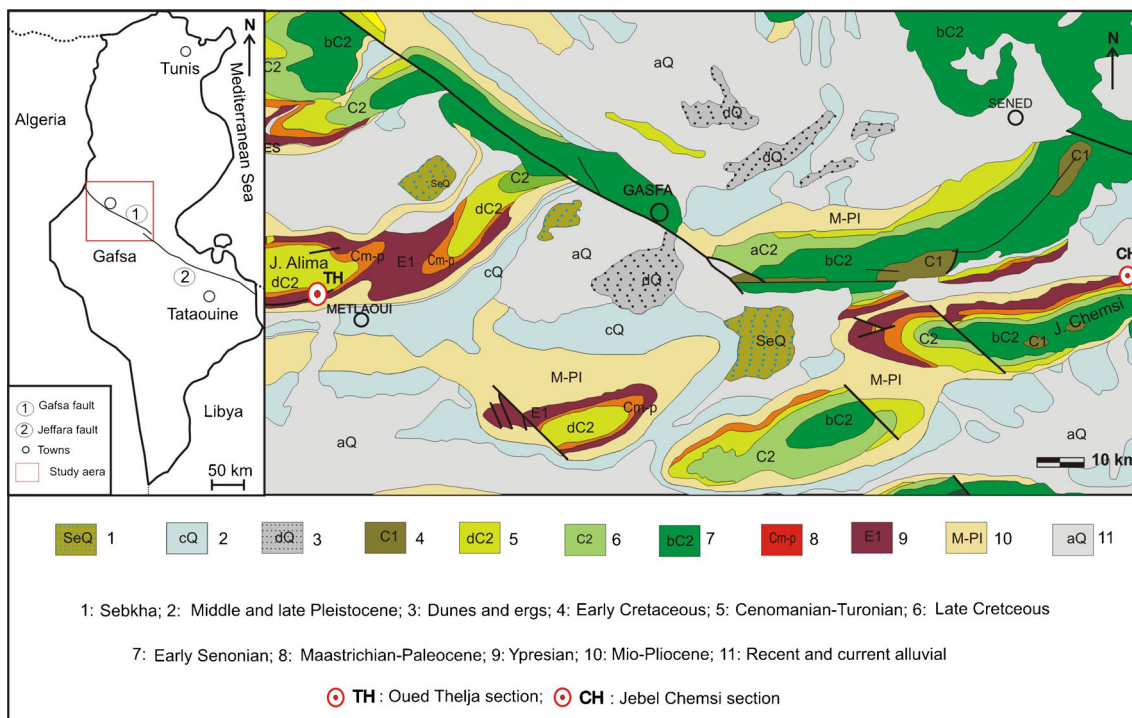 N
Tunis
Mediterranean Sea
Algeria
1
Gafsa
2
Tataouine
Libya
1 Gafsa fault
2 Jeffara fault
Towns
Study aera
50 km
bC2
C2
C2
ES
SeQ
C2
dC2
J. Alima
dC2
TH
Cm-p
E1
Cm-p
METLAOUI
cQ
aQ
GASFA
aQ
dQ
dQ
dQ
cQ
SeQ
M-PI
aC2
bC2
C1
C1
bC2
SENED
N
CH
J. Chemsi
C2
bC2
C1
M-PI
E1
Cm-p
dC2
M-PI
bC2
C2
aQ
aQ
10 km
SeQ 1
cQ 2
dQ 3
C1 4
dC2 5
C2 6
bC2 7
Cm-p 8
E1 9
M-PI 10
aQ 11
1: Sebkha; 2: Middle and late Pleistocene; 3: Dunes and ergs; 4: Early Cretaceous; 5: Cenomanian-Turonian; 6: Late Cretceous
7: Early Senonian; 8: Maastrichian-Paleocene; 9: Ypresian; 10: Mio-Pliocene; 11: Recent and current alluvial
TH : Oued Thelja section; CH : Jebel Chemsi section